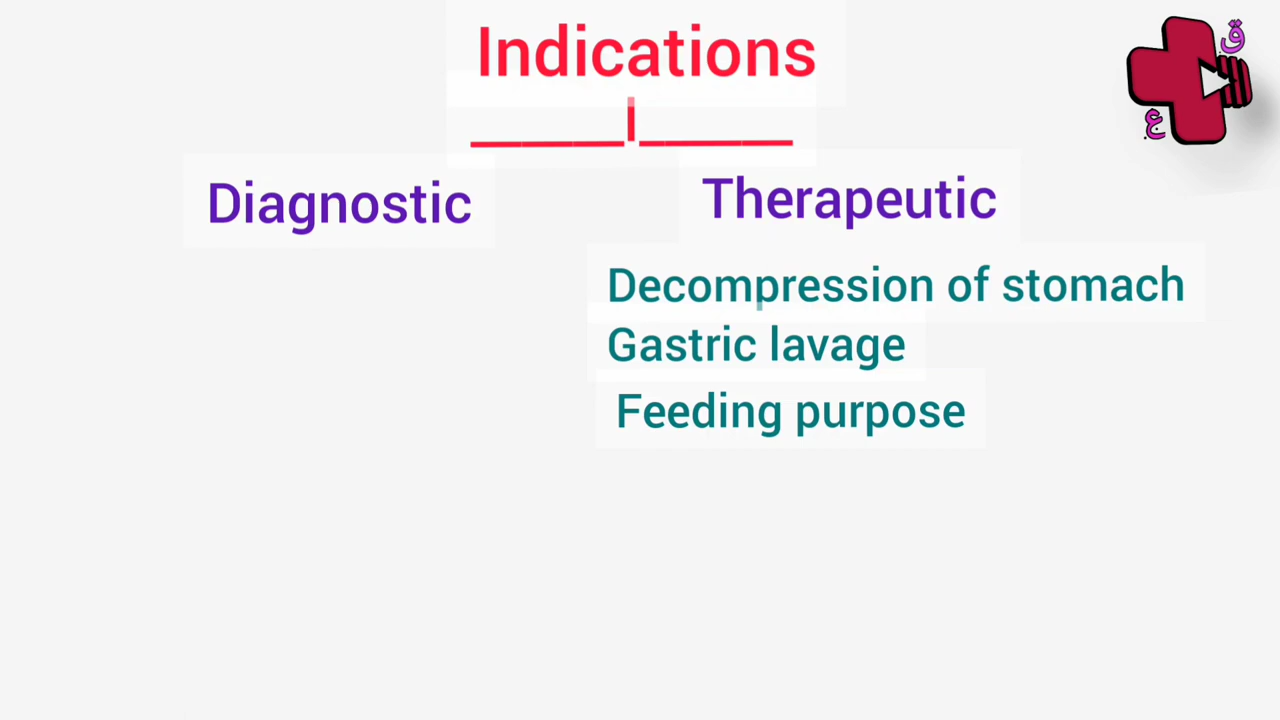 Indications
Diagnostic
Therapeutic
Decompression of stomach
Gastric lavage
Feeding purpose
ق
ع